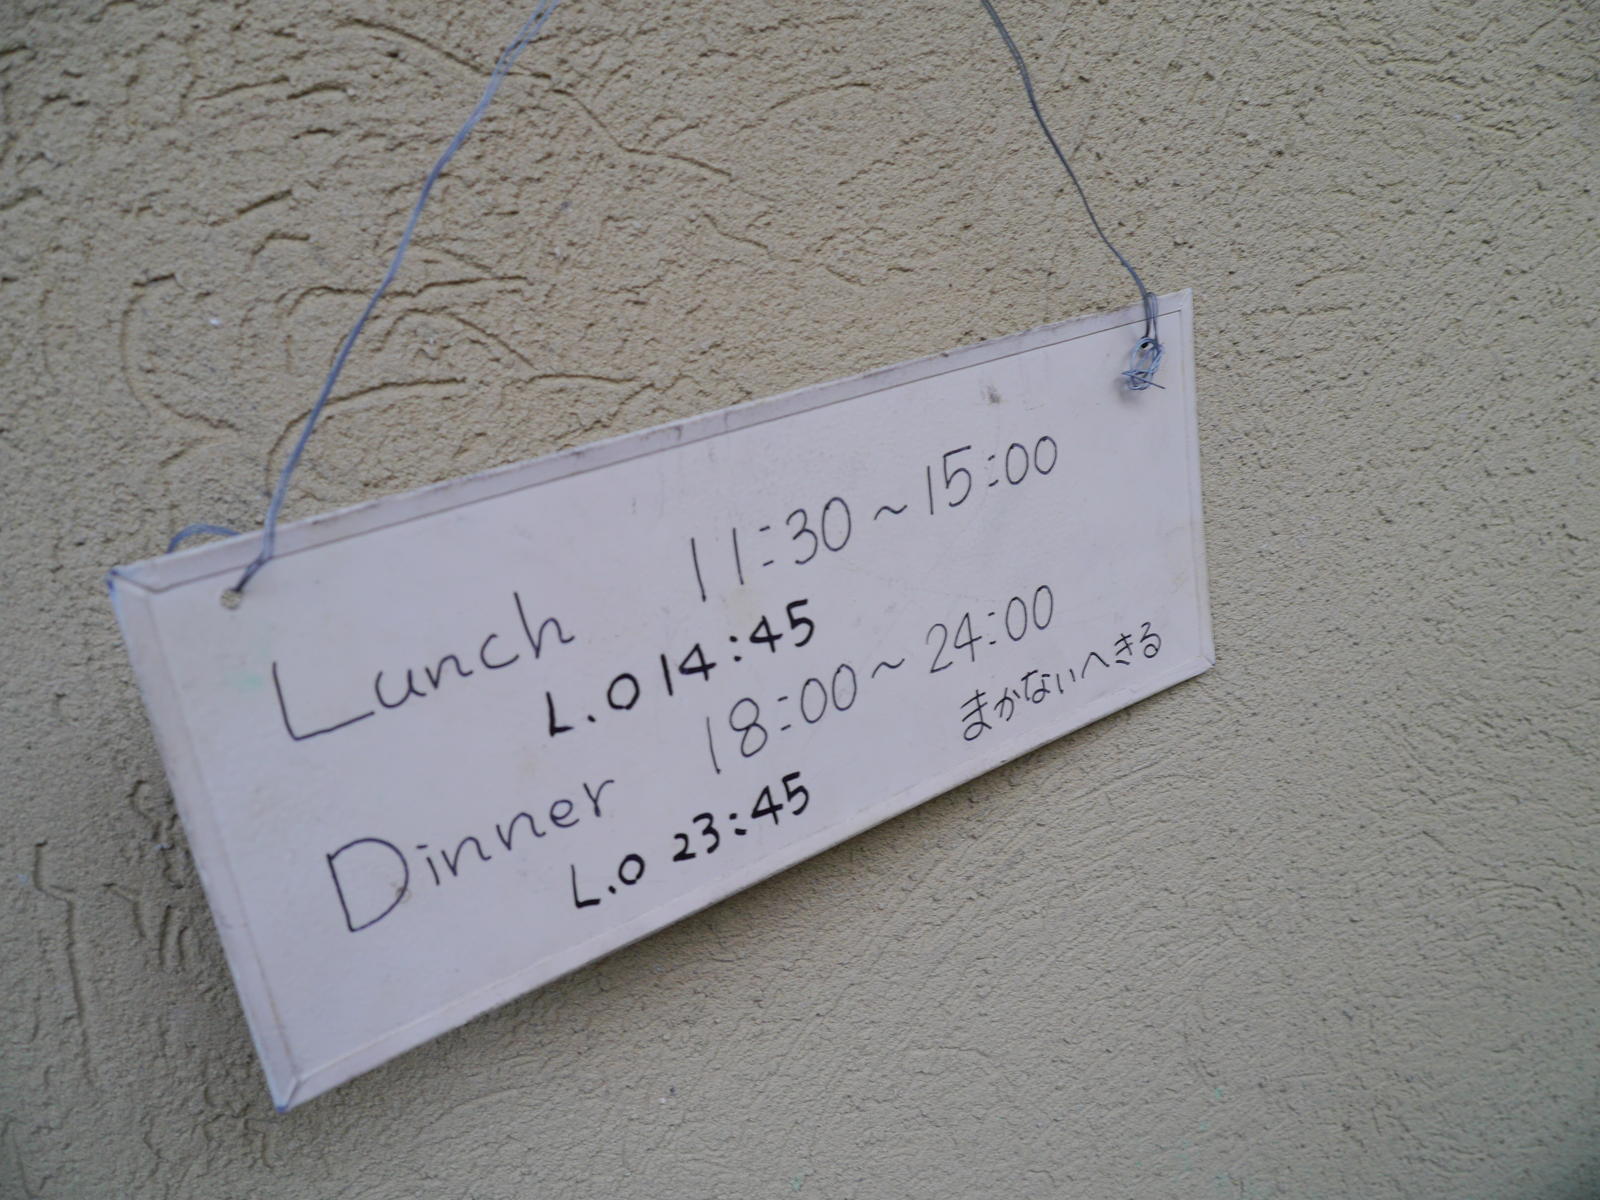 Lunch 11:30～15:00
L.O 14:45
Dinner 18:00～24:00
L.O 23:45
まかないへきる